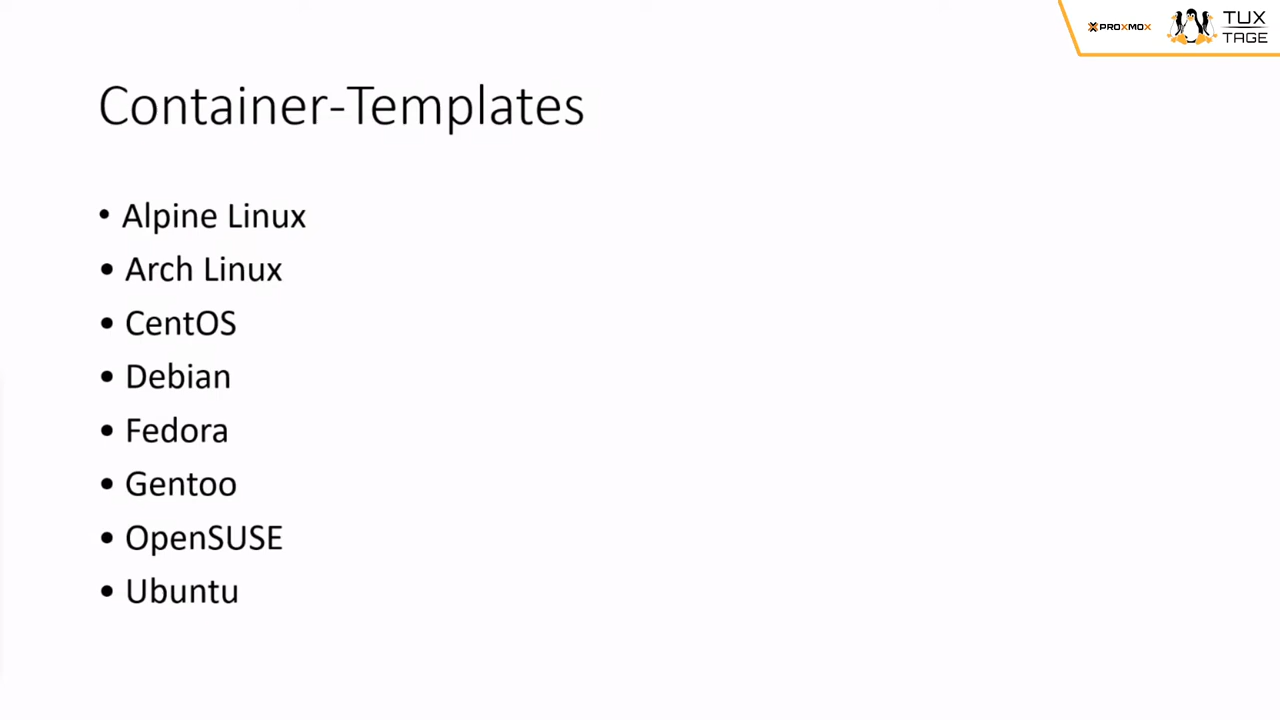 PROXMOX
TUX
TAGE
Container-Templates
• Alpine Linux
• Arch Linux
• CentOS
• Debian
• Fedora
• Gentoo
• OpenSUSE
• Ubuntu